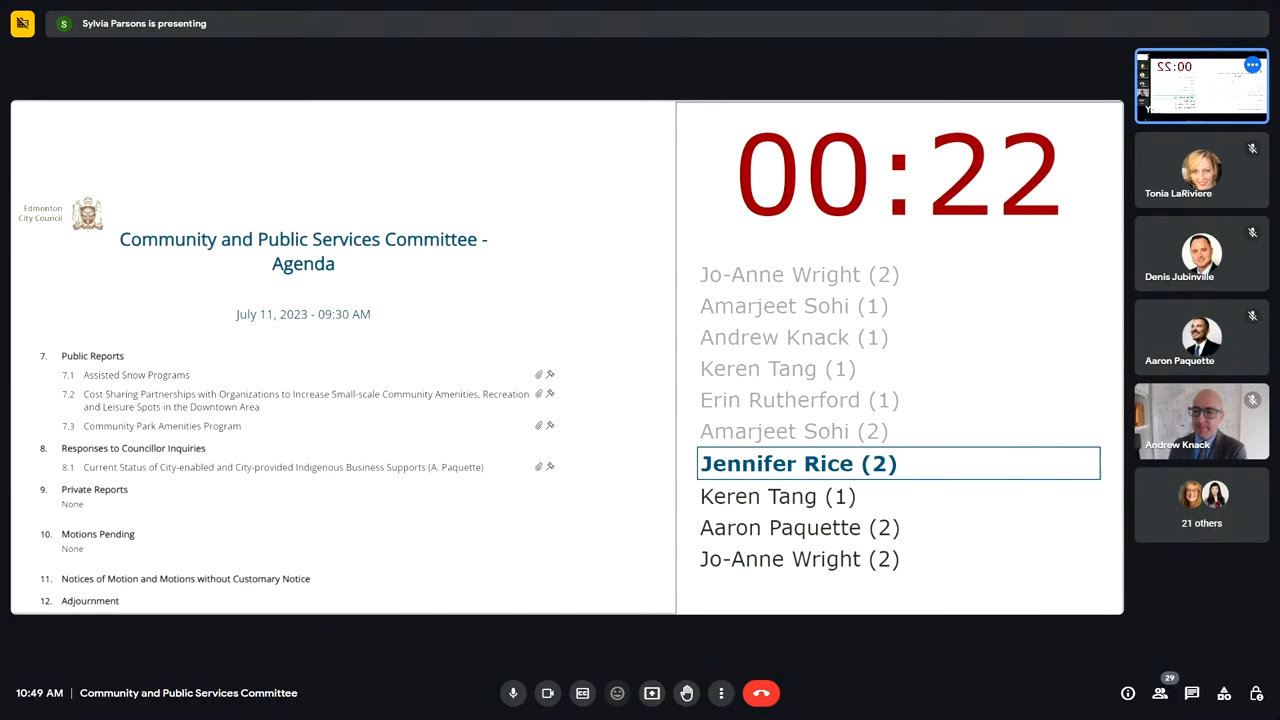 S Sylvia Parsons is presenting
Edmonton
City Council
Community and Public Services Committee -
Agenda
July 11, 2023 - 09:30 AM
7. Public Reports
7.1 Assisted Snow Programs
7.2 Cost Sharing Partnerships with Organizations to Increase Small-scale Community Amenities, Recreation
and Leisure Spots in the Downtown Area
7.3 Community Park Amenities Program
8. Responses to Councillor Inquiries
8.1 Current Status of City-enabled and City-provided Indigenous Business Supports (A. Paquette)
9. Private Reports
None
10. Motions Pending
None
11. Notices of Motion and Motions without Customary Notice
12. Adjournment
00:22
Jo-Anne Wright (2)
Amarjeet Sohi (1)
Andrew Knack (1)
Keren Tang (1)
Erin Rutherford (1)
Amarjeet Sohi (2)
Jennifer Rice (2)
Keren Tang (1)
Aaron Paquette (2)
Jo-Anne Wright (2)
00:22
Tonia LaRiviere
Denis Jubinville
Aaron Paquette
Andrew Knack
21 others
10:49 AM | Community and Public Services Committee
29